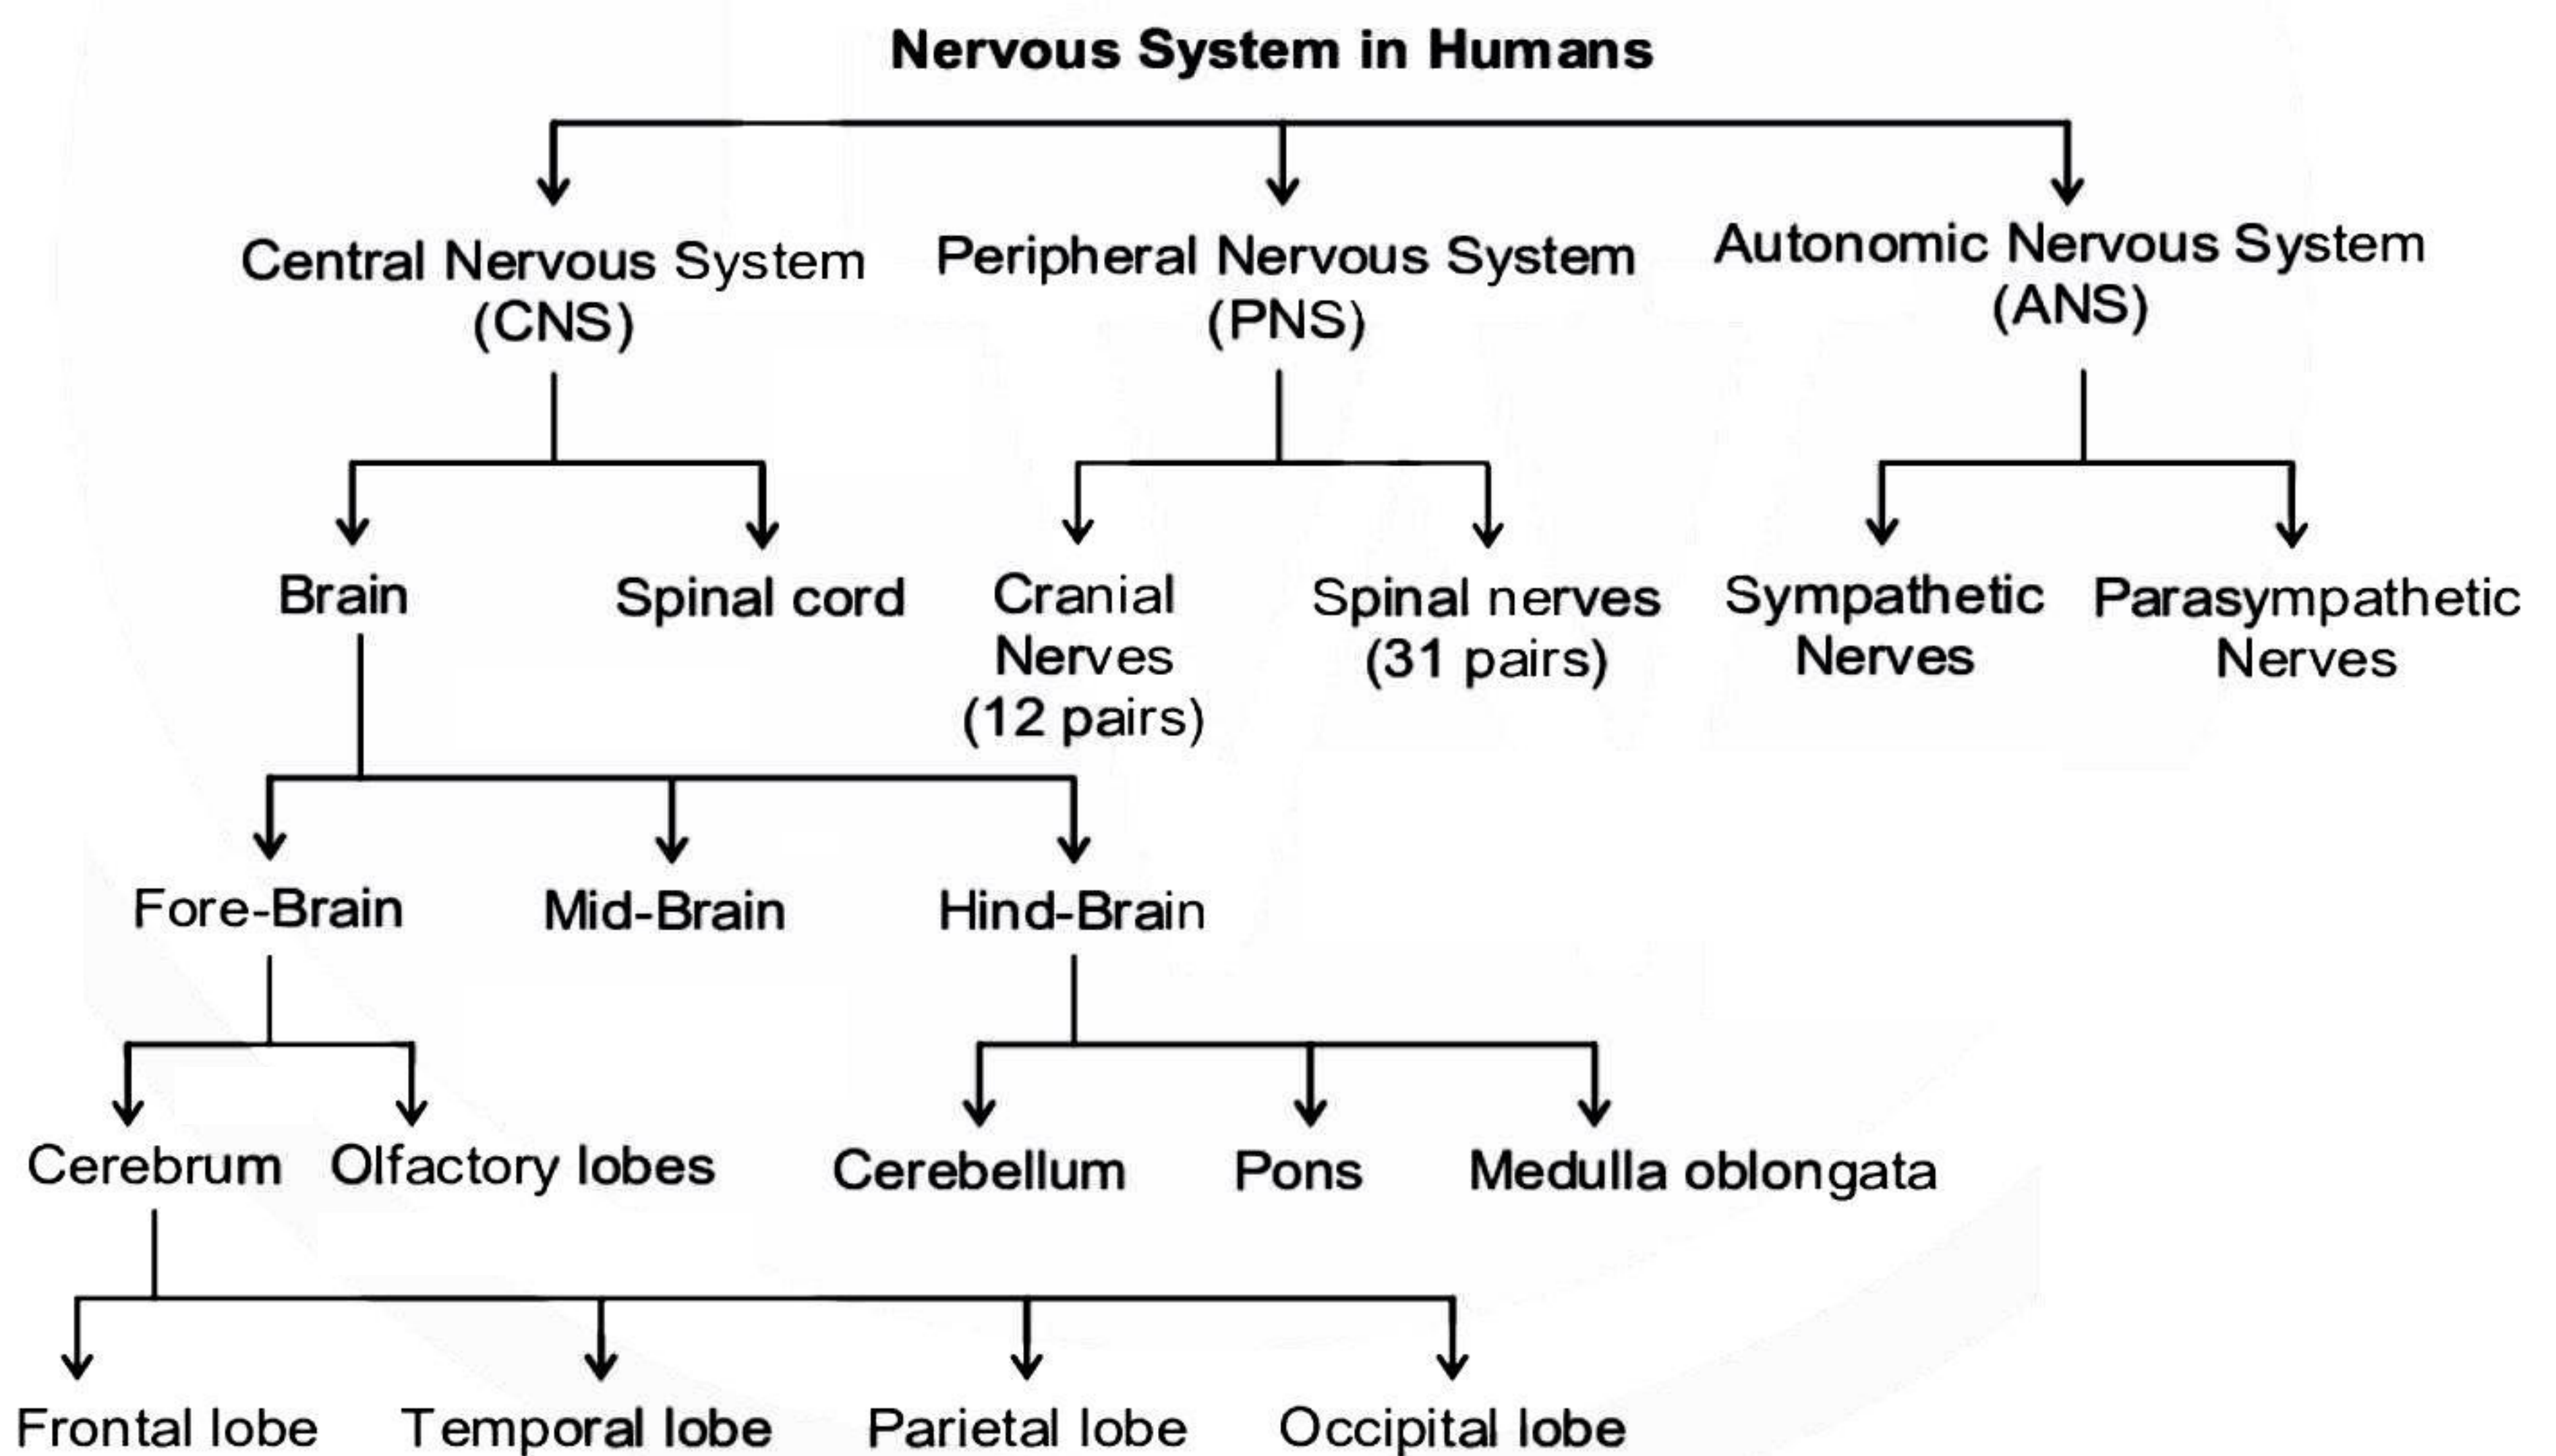 Nervous System in Humans
Central Nervous System
(CNS)
Peripheral Nervous System
(PNS)
Autonomic Nervous System
(ANS)
Brain
Spinal cord
Cranial
Nerves
(12 pairs)
Spinal nerves
(31 pairs)
Sympathetic
Nerves
Parasympathetic
Nerves
Fore-Brain
Mid-Brain
Hind-Brain
Cerebrum
Olfactory lobes
Cerebellum
Pons
Medulla oblongata
Frontal lobe
Temporal lobe
Parietal lobe
Occipital lobe